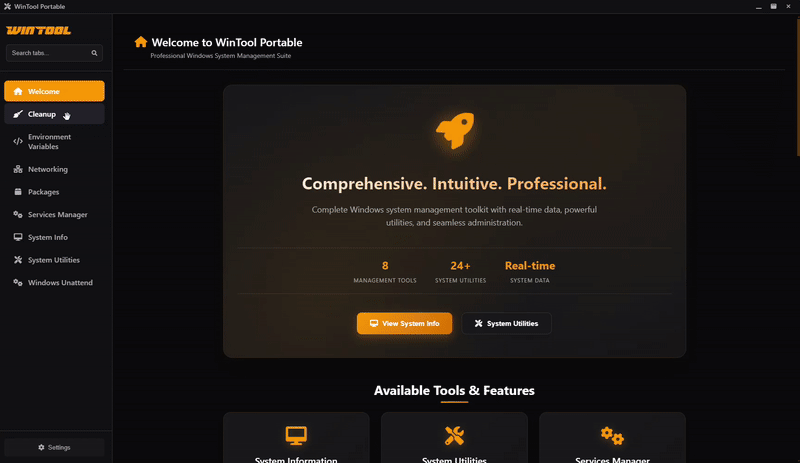 WinTool Portable
WINTOOL
Search tabs...
Welcome
Cleanup
Environment
Variables
Networking
Packages
Services Manager
System Info
System Utilities
Windows Unattend
Settings
Welcome to WinTool Portable
Professional Windows System Management Suite
Comprehensive. Intuitive. Professional.
Complete Windows system management toolkit with real-time data, powerful
utilities, and seamless administration.
8
MANAGEMENT TOOLS
24+
SYSTEM UTILITIES
Real-time
SYSTEM DATA
View System Info
System Utilities
Available Tools & Features
System Information
System Utilities
Services Manager